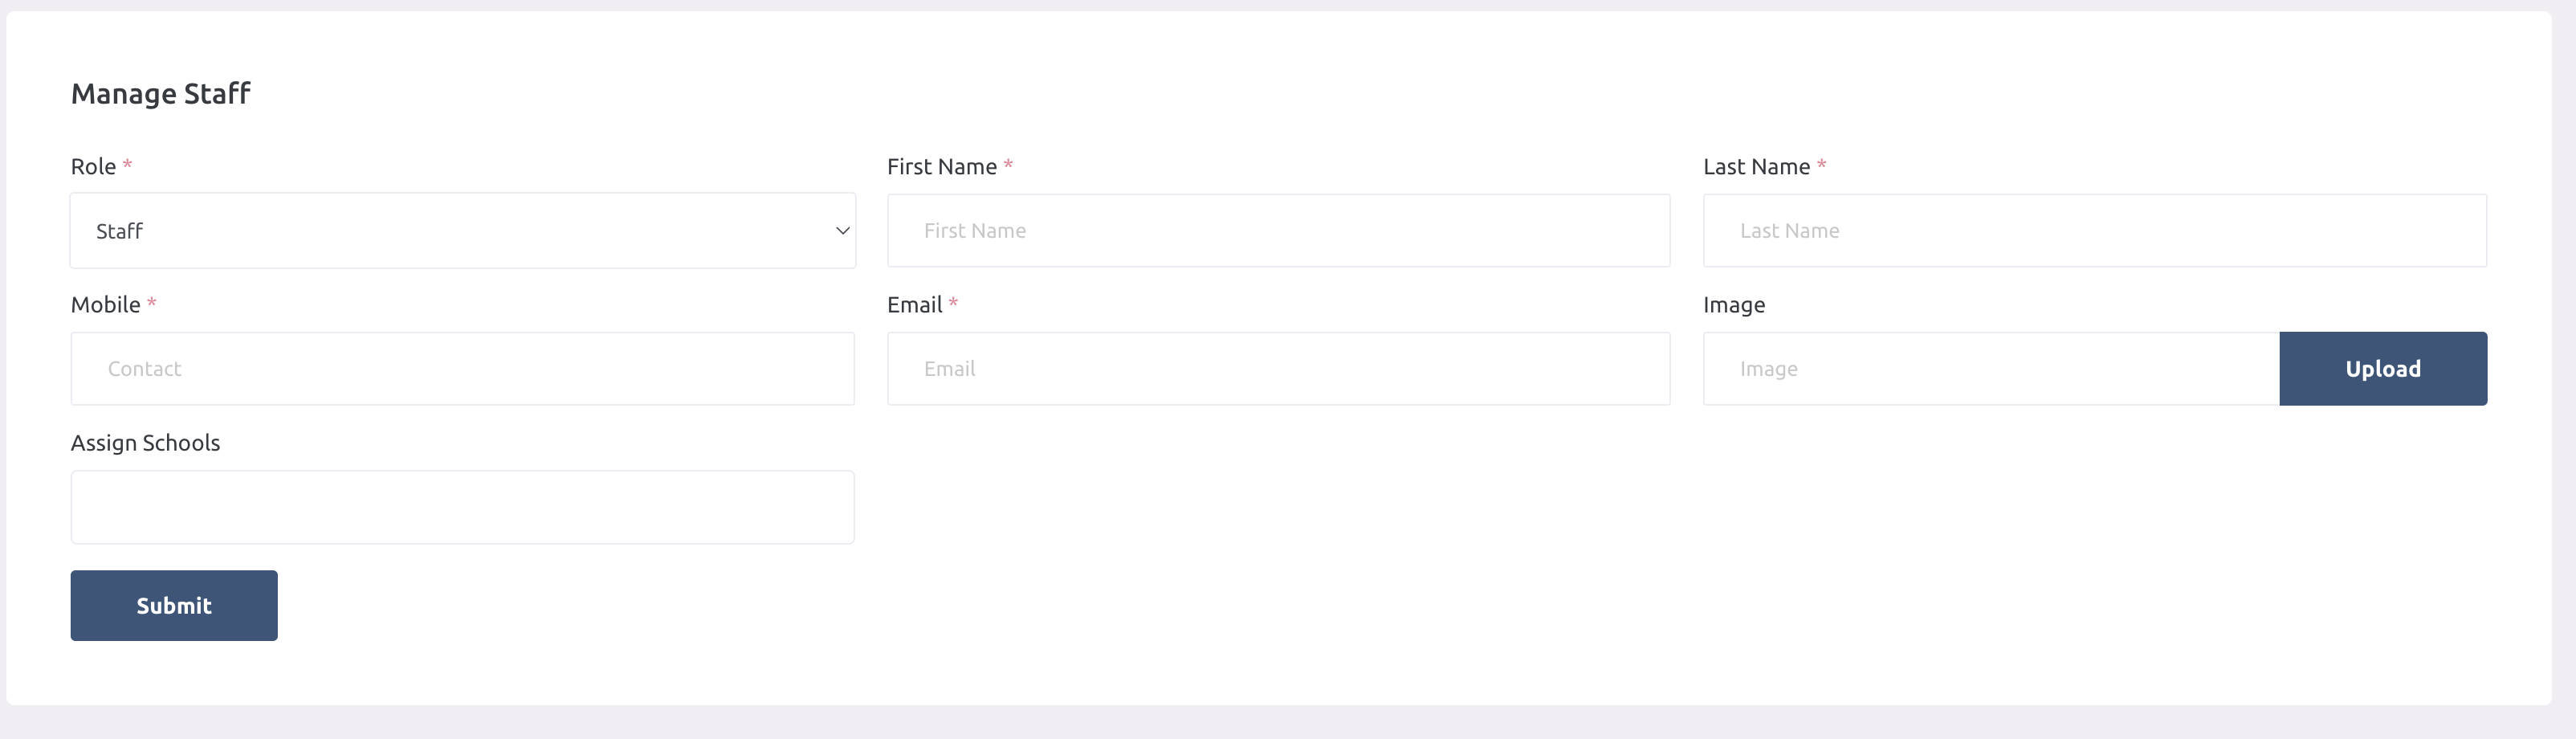 Manage Staff
Role *
First Name *
Last Name *
Staff
First Name
Last Name
Mobile *
Email *
Image
Contact
Email
Image
Upload
Assign Schools
Submit